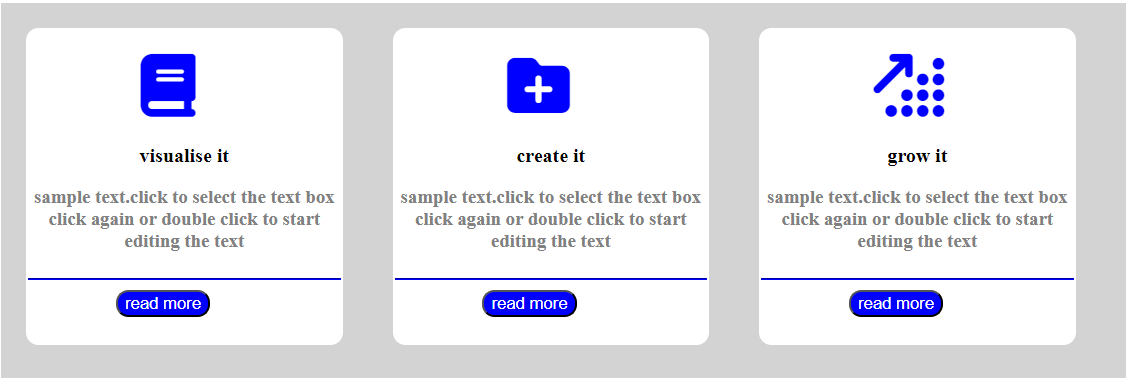 visualise it
sample text.click to select the text box
click again or double click to start
editing the text
read more
create it
sample text.click to select the text box
click again or double click to start
editing the text
read more
grow it
sample text.click to select the text box
click again or double click to start
editing the text
read more